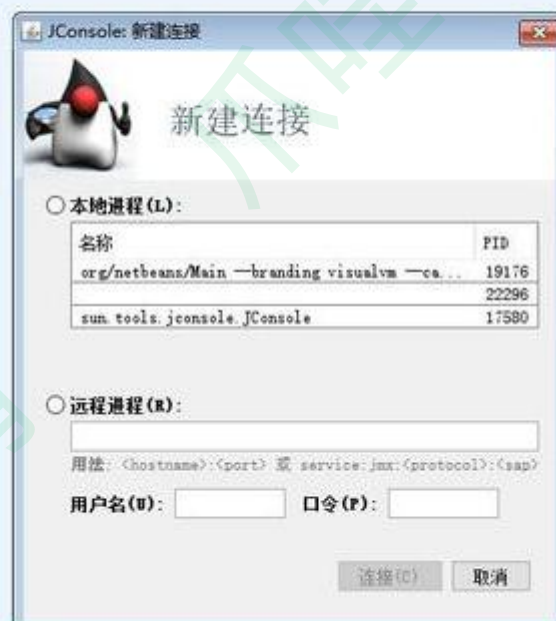 JConsole: 新建连接
新建连接
本地进程(L):
名称 PID
org/netbeans/Main --branding visualvm --ca... 19176
22296
sun.tools.jconsole.JConsole 17580
远程进程(R):
用法: <hostname>:<port> 或 service:jmx:<protocol>:<sap>
用户名(U): 口令(P):
连接(C) 取消